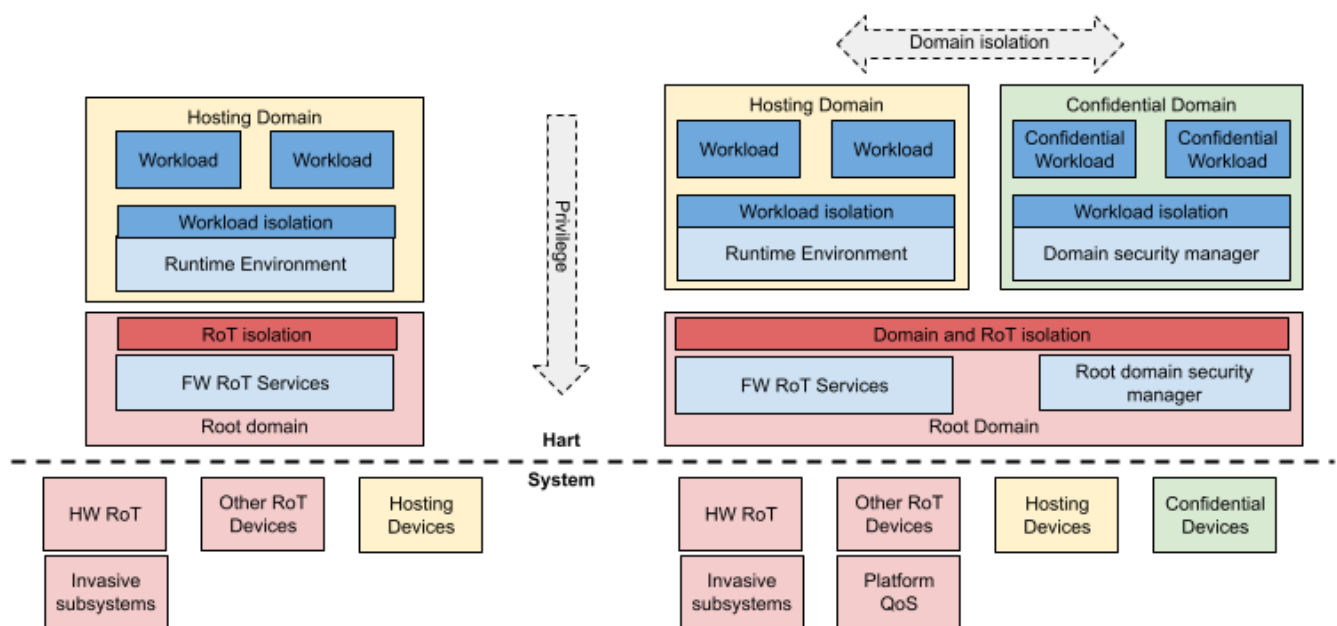 Domain isolation
Hosting Domain
Workload
Workload
Workload isolation
Runtime Environment
RoT isolation
FW RoT Services
Root domain
Privilege
Hosting Domain
Workload
Workload
Workload isolation
Runtime Environment
Confidential Domain
Confidential
Workload
Confidential
Workload
Workload isolation
Domain security manager
Domain and RoT isolation
FW RoT Services
Root domain security
manager
Root Domain
Hart
System
HW RoT
Other RoT
Devices
Hosting
Devices
Invasive
subsystems
HW RoT
Other RoT
Devices
Hosting
Devices
Confidential
Devices
Invasive
subsystems
Platform
QoS